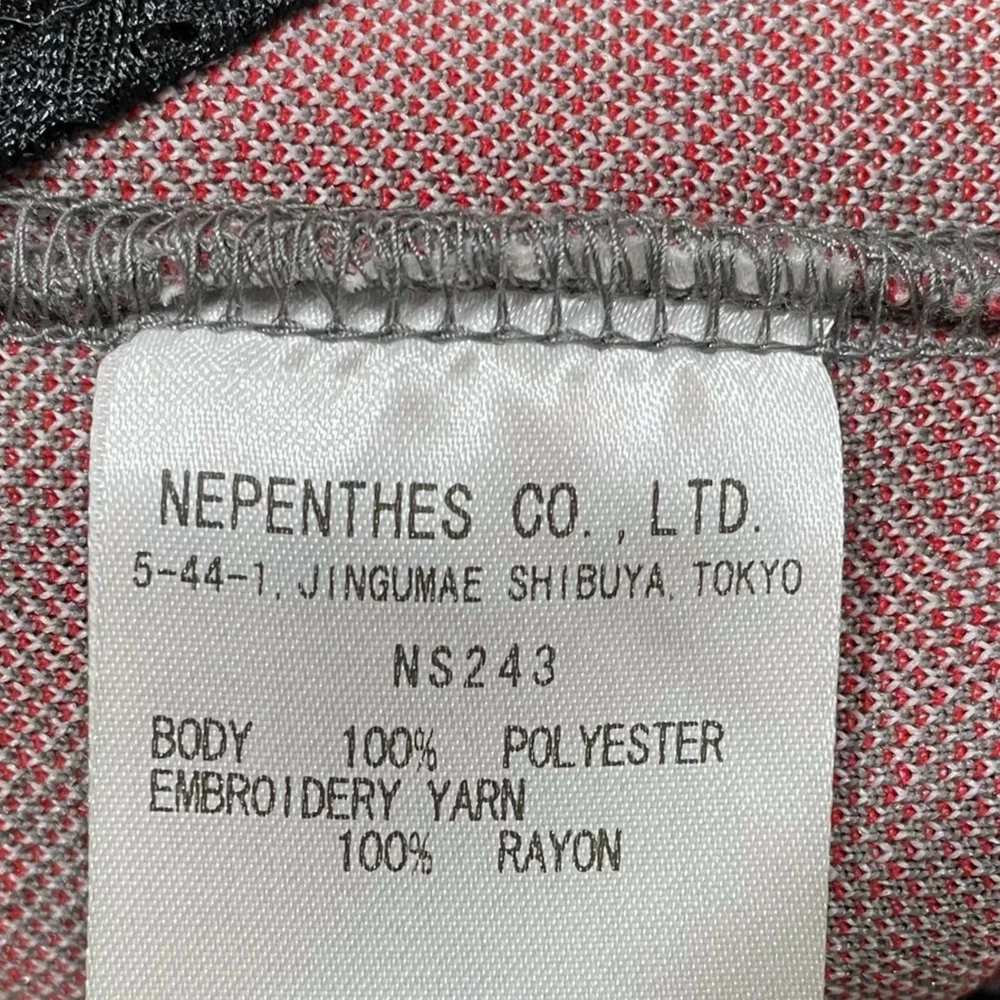 NEPENTHES CO., LTD.
5-44-1, JINGUMAE SHIBUYA, TOKYO
NS243
BODY 100% POLYESTER
EMBROIDERY YARN
100% RAYON